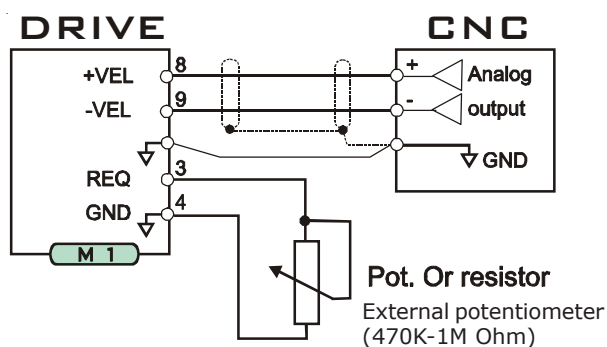 DRIVE
CNC
+VEL
8
+
Analog
-VEL
9
-
output
GND
REQ
3
GND
4
M 1
Pot. Or resistor
External potentiometer
(470K-1M Ohm)